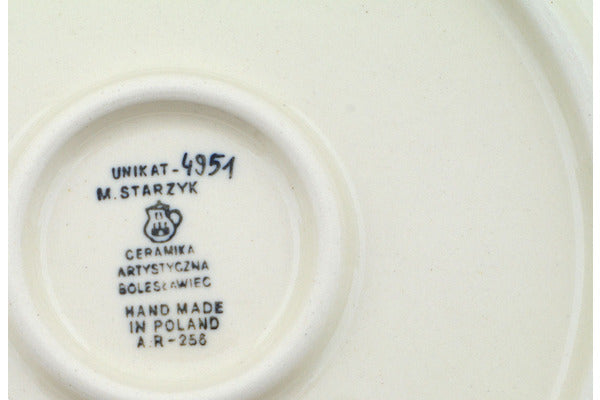 UNIKAT-4951
M. STARZYK
CERAMIKA
ARTYSTYCZNA
BOLESŁAWIEC
HAND MADE
IN POLAND
A.R-256